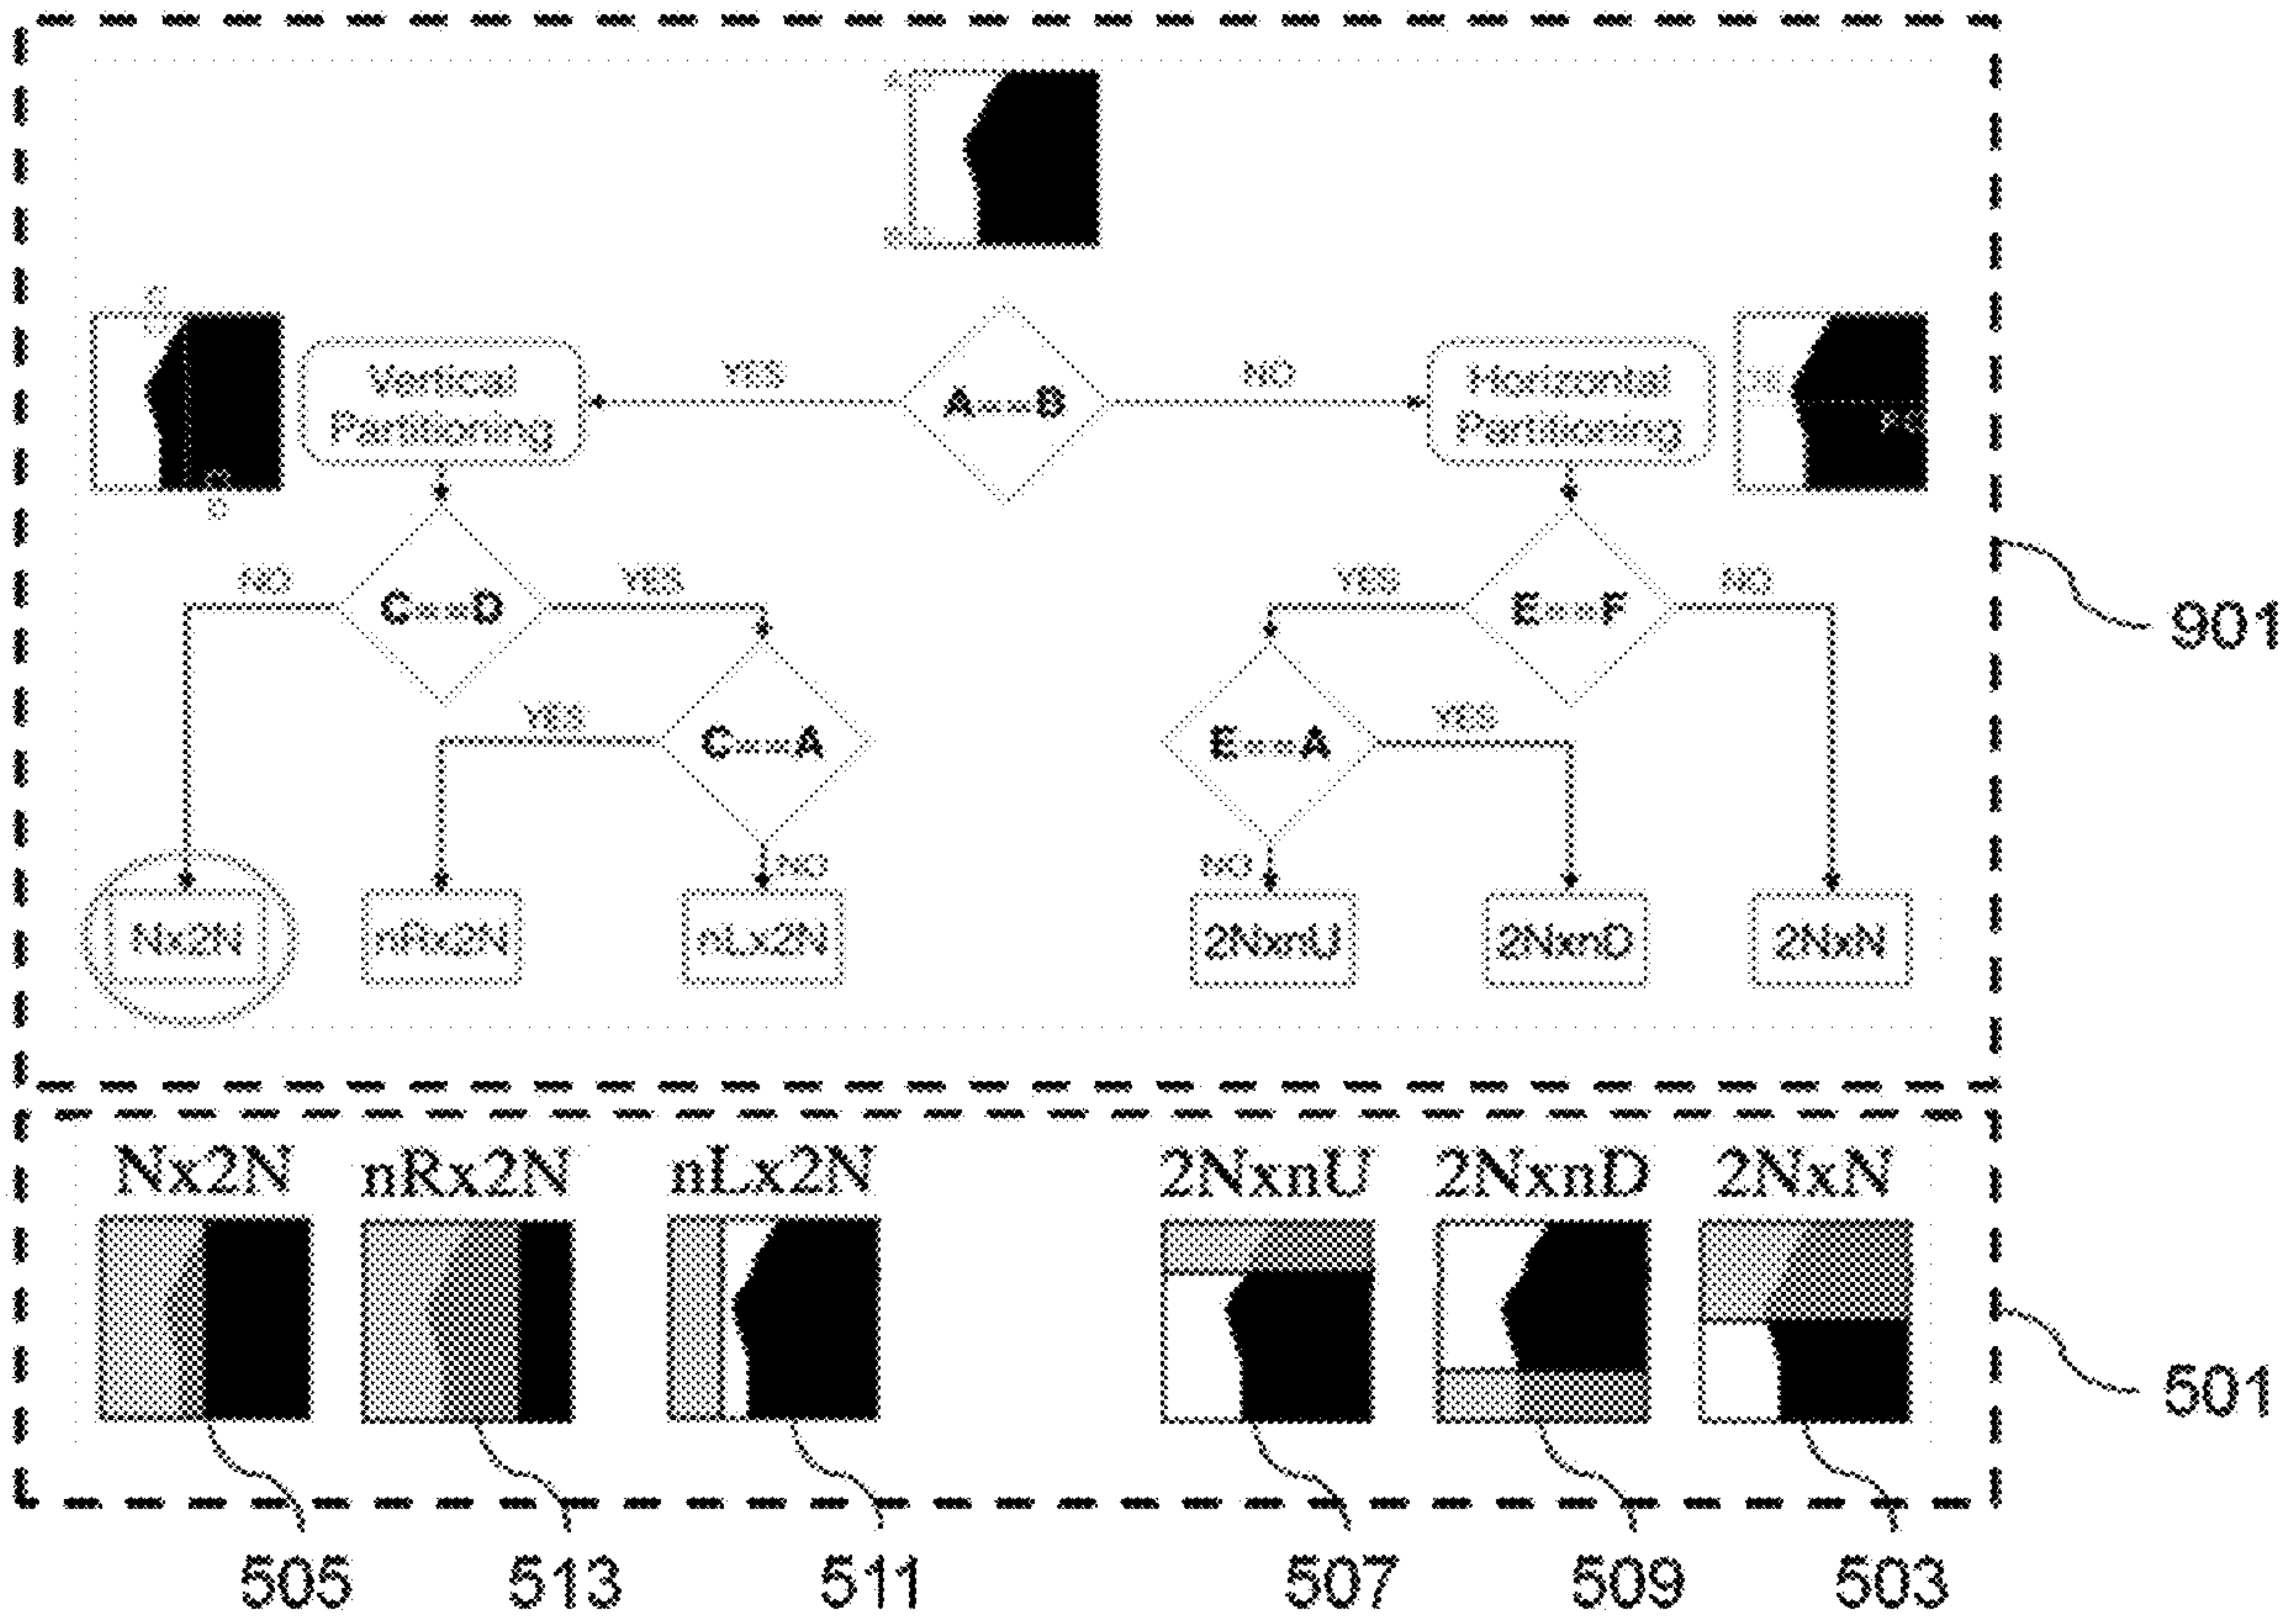 YES
NO
Vertical
Partitioning
A==B
Horizontal
Partitioning
NO
YES
YES
NO
C==D
E==F
YES
YES
C==A
E==A
NO
NO
Nx2N
nRx2N
nLx2N
2NxnU
2NxnD
2NxN
901
Nx2N
nRx2N
nLx2N
2NxnU
2NxnD
2NxN
501
505
513
511
507
509
503